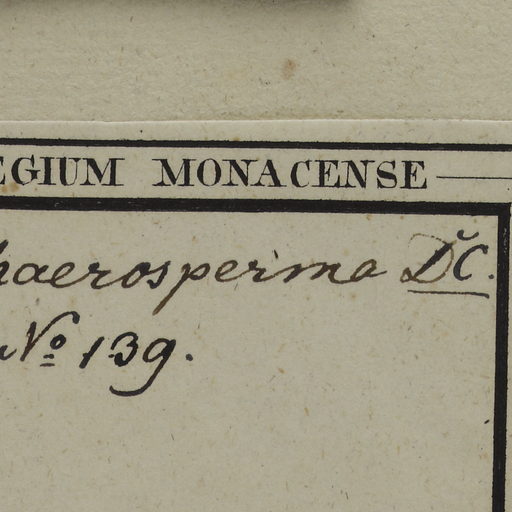 EGIUM MONACENSE
haerosperma DC.
No 139.